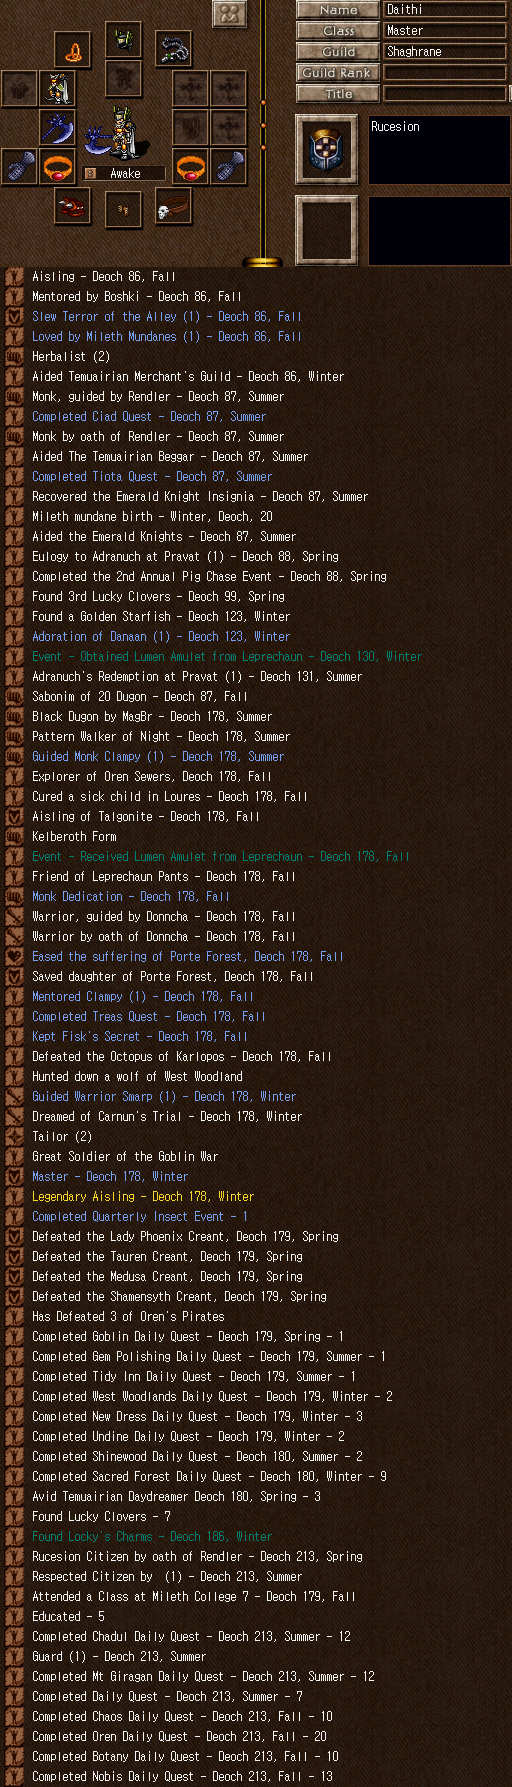 Name Daithi
Class Master
Guild Shaghrane
Guild Rank
Title
Rucesion
Awake
Aisling - Deoch 86, Fall
Mentored by Boshki - Deoch 86, Fall
Slew Terror of the Alley (1) - Deoch 86, Fall
Loved by Mileth Mundanes (1) - Deoch 86, Fall
Herbalist (2)
Aided Temuairian Merchant's Guild - Deoch 86, Winter
Monk, guided by Rendler - Deoch 87, Summer
Completed Ciad Quest - Deoch 87, Summer
Monk by oath of Rendler - Deoch 87, Summer
Aided The Temuairian Beggar - Deoch 87, Summer
Completed Tiota Quest - Deoch 87, Summer
Recovered the Emerald Knight Insignia - Deoch 87, Summer
Mileth mundane birth - Winter, Deoch, 20
Aided the Emerald Knights - Deoch 87, Summer
Eulogy to Adranuch at Pravat (1) - Deoch 88, Spring
Completed the 2nd Annual Pig Chase Event - Deoch 88, Spring
Found 3rd Lucky Clovers - Deoch 99, Spring
Found a Golden Starfish - Deoch 123, Winter
Adoration of Danaan (1) - Deoch 123, Winter
Event - Obtained Lumen Amulet from Leprechaun - Deoch 130, Winter
Adranuch's Redemption at Pravat (1) - Deoch 131, Summer
Sabonim of 20 Dugon - Deoch 87, Fall
Black Dugon by MagBr - Deoch 178, Summer
Pattern Walker of Night - Deoch 178, Summer
Guided Monk Clampy (1) - Deoch 178, Summer
Explorer of Oren Sewers, Deoch 178, Fall
Cured a sick child in Loures - Deoch 178, Fall
Aisling of Talgonite - Deoch 178, Fall
Kelberoth Form
Event - Received Lumen Amulet from Leprechaun - Deoch 178, Fall
Friend of Leprechaun Pants - Deoch 178, Fall
Monk Dedication - Deoch 178, Fall
Warrior, guided by Donncha - Deoch 178, Fall
Warrior by oath of Donncha - Deoch 178, Fall
Eased the suffering of Porte Forest, Deoch 178, Fall
Saved daughter of Porte Forest, Deoch 178, Fall
Mentored Clampy (1) - Deoch 178, Fall
Completed Treas Quest - Deoch 178, Fall
Kept Fisk's Secret - Deoch 178, Fall
Defeated the Octopus of Karlopos - Deoch 178, Fall
Hunted down a wolf of West Woodland
Guided Warrior Smarp (1) - Deoch 178, Winter
Dreamed of Carnun's Trial - Deoch 178, Winter
Tailor (2)
Great Soldier of the Goblin War
Master - Deoch 178, Winter
Legendary Aisling - Deoch 178, Winter
Completed Quarterly Insect Event - 1
Defeated the Lady Phoenix Creant, Deoch 179, Spring
Defeated the Tauren Creant, Deoch 179, Spring
Defeated the Medusa Creant, Deoch 179, Spring
Defeated the Shamensyth Creant, Deoch 179, Spring
Has Defeated 3 of Oren's Pirates
Completed Goblin Daily Quest - Deoch 179, Spring - 1
Completed Gem Polishing Daily Quest - Deoch 179, Summer - 1
Completed Tidy Inn Daily Quest - Deoch 179, Summer - 1
Completed West Woodlands Daily Quest - Deoch 179, Winter - 2
Completed New Dress Daily Quest - Deoch 179, Winter - 3
Completed Undine Daily Quest - Deoch 179, Winter - 2
Completed Shinewood Daily Quest - Deoch 180, Summer - 2
Completed Sacred Forest Daily Quest - Deoch 180, Winter - 9
Avid Temuairian Daydreamer Deoch 180, Spring - 3
Found Lucky Clovers - 7
Found Locky's Charms - Deoch 186, Winter
Rucesion Citizen by oath of Rendler - Deoch 213, Spring
Respected Citizen by  (1) - Deoch 213, Summer
Attended a Class at Mileth College 7 - Deoch 179, Fall
Educated - 5
Completed Chadul Daily Quest - Deoch 213, Summer - 12
Guard (1) - Deoch 213, Summer
Completed Mt Giragan Daily Quest - Deoch 213, Summer - 12
Completed Daily Quest - Deoch 213, Summer - 7
Completed Chaos Daily Quest - Deoch 213, Fall - 10
Completed Oren Daily Quest - Deoch 213, Fall - 20
Completed Botany Daily Quest - Deoch 213, Fall - 10
Completed Nobis Daily Quest - Deoch 213, Fall - 13